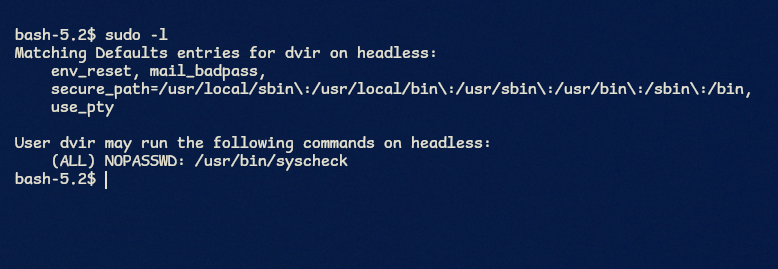 bash-5.2$ sudo -l
Matching Defaults entries for dvir on headless:
    env_reset, mail_badpass,
    secure_path=/usr/local/sbin\:/usr/local/bin\:/usr/sbin\:/usr/bin\:/sbin\:/bin,
    use_pty

User dvir may run the following commands on headless:
    (ALL) NOPASSWD: /usr/bin/syscheck
bash-5.2$